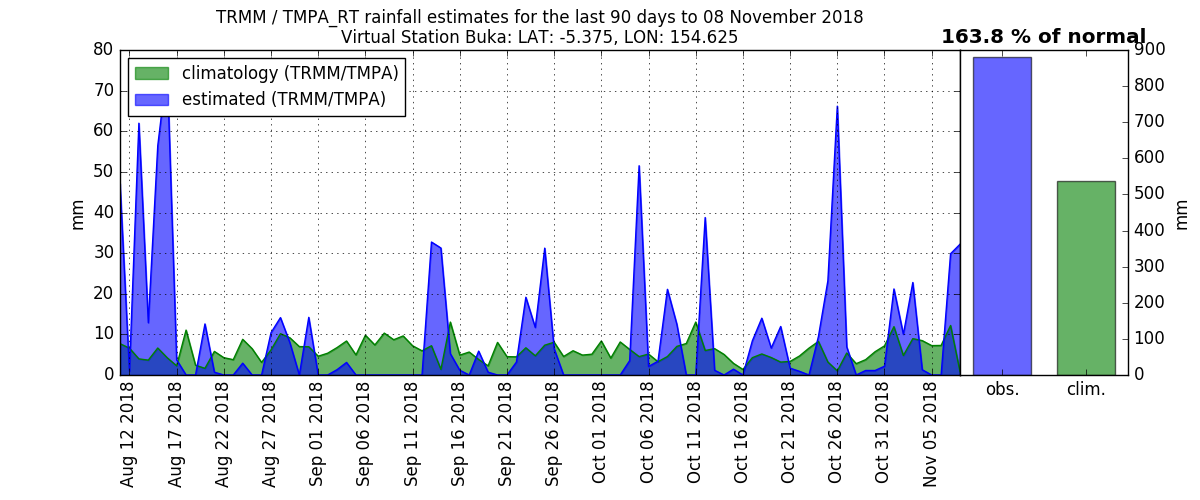 TRMM / TMPA_RT rainfall estimates for the last 90 days to 08 November 2018
Virtual Station Buka: LAT: -5.375, LON: 154.625
163.8 % of normal
climatology (TRMM/TMPA)
estimated (TRMM/TMPA)
mm
80
70
60
50
40
30
20
10
0
Aug 12 2018
Aug 17 2018
Aug 22 2018
Aug 27 2018
Sep 01 2018
Sep 06 2018
Sep 11 2018
Sep 16 2018
Sep 21 2018
Sep 26 2018
Oct 01 2018
Oct 06 2018
Oct 11 2018
Oct 16 2018
Oct 21 2018
Oct 26 2018
Oct 31 2018
Nov 05 2018
obs.
clim.
900
800
700
600
500
400
300
200
100
0
mm